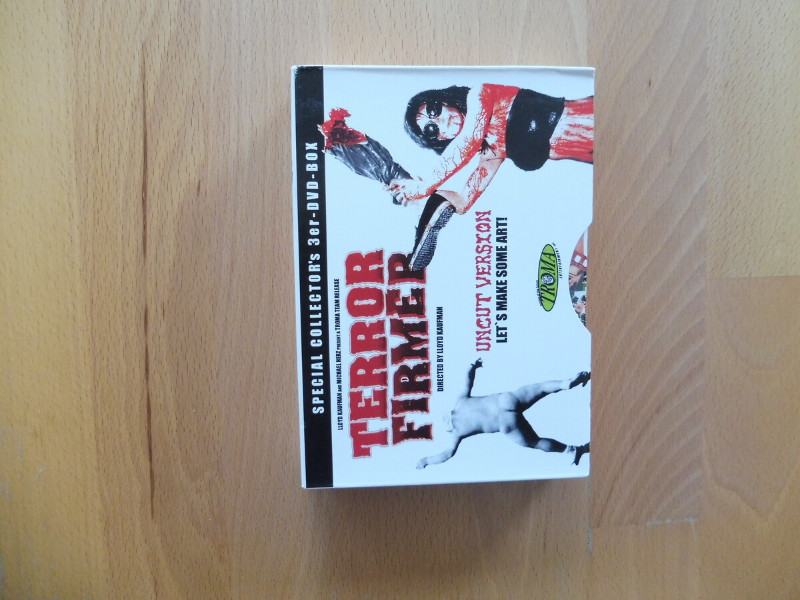 SPECIAL COLLECTOR's 3er-DVD-BOX
LLOYD KAUFMAN AND MICHAEL HERZ PRESENT A TROMA TEAM RELEASE
TERROR
FIRMER
DIRECTED BY LLOYD KAUFMAN
UNCUT VERSION
LET`S MAKE SOME ART!
TROMA